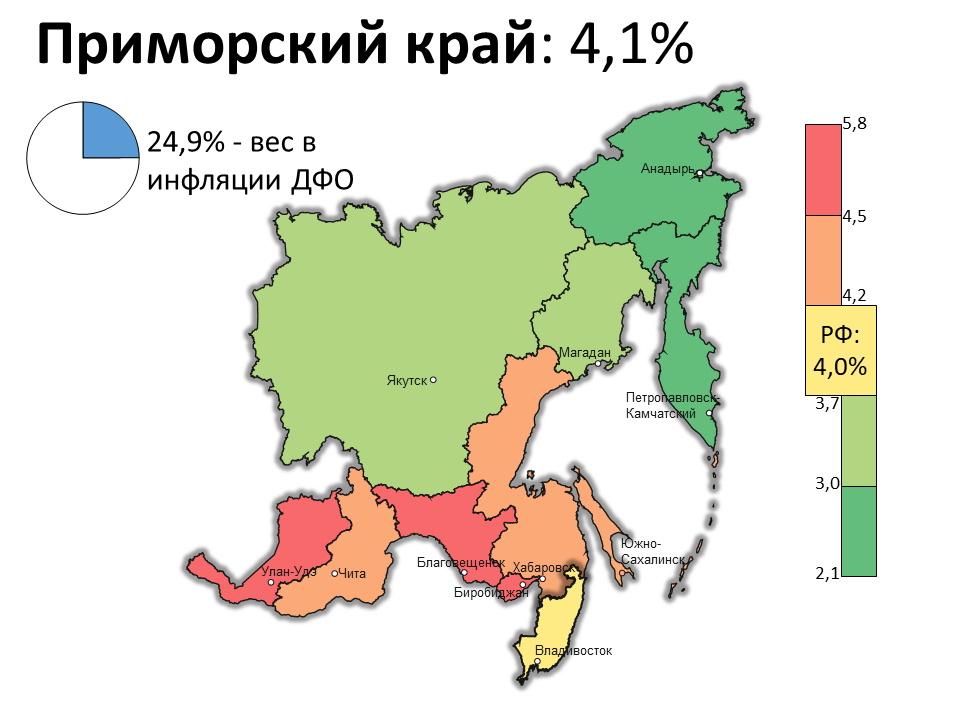 Приморский край: 4,1%
24,9% - вес в
инфляции ДФО
5,8
4,5
4,2
РФ:
4,0%
3,7
3,0
2,1
Анадырь
Магадан
Якутск
Петропавловск-
Камчатский
Южно-
Сахалинск
Благовещенск
Хабаровск
Улан-Удэ
Чита
Биробиджан
Владивосток